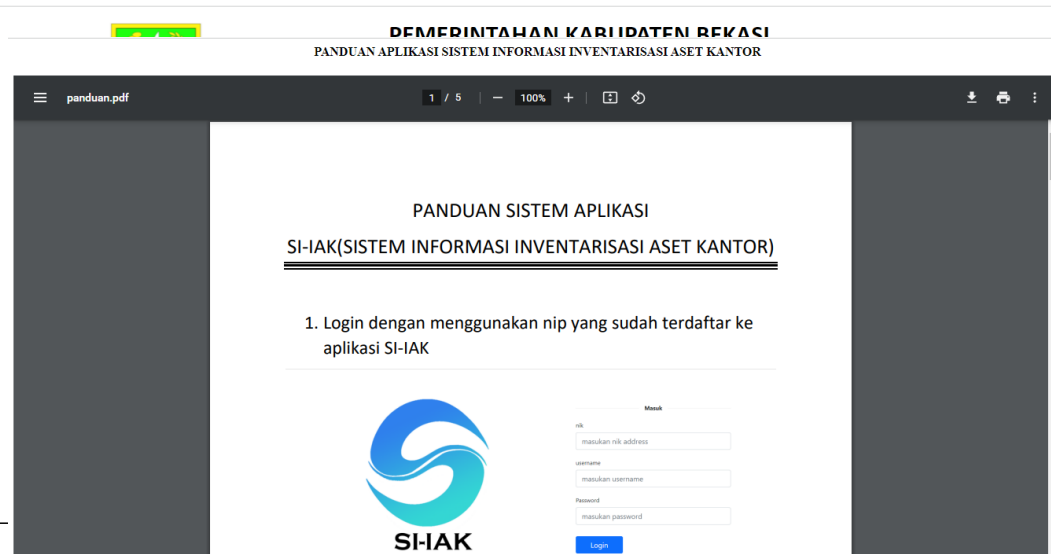 PEMERINTAHAN KABUPATEN BEKASI
PANDUAN APLIKASI SISTEM INFORMASI INVENTARISASI ASET KANTOR
panduan.pdf
1 / 5
100%
PANDUAN SISTEM APLIKASI
SI-IAK(SISTEM INFORMASI INVENTARISASI ASET KANTOR)
1. Login dengan menggunakan nip yang sudah terdaftar ke
aplikasi SI-IAK
Masuk
nik
masukan nik address
username
masukan username
Password
masukan password
Login
SI-IAK